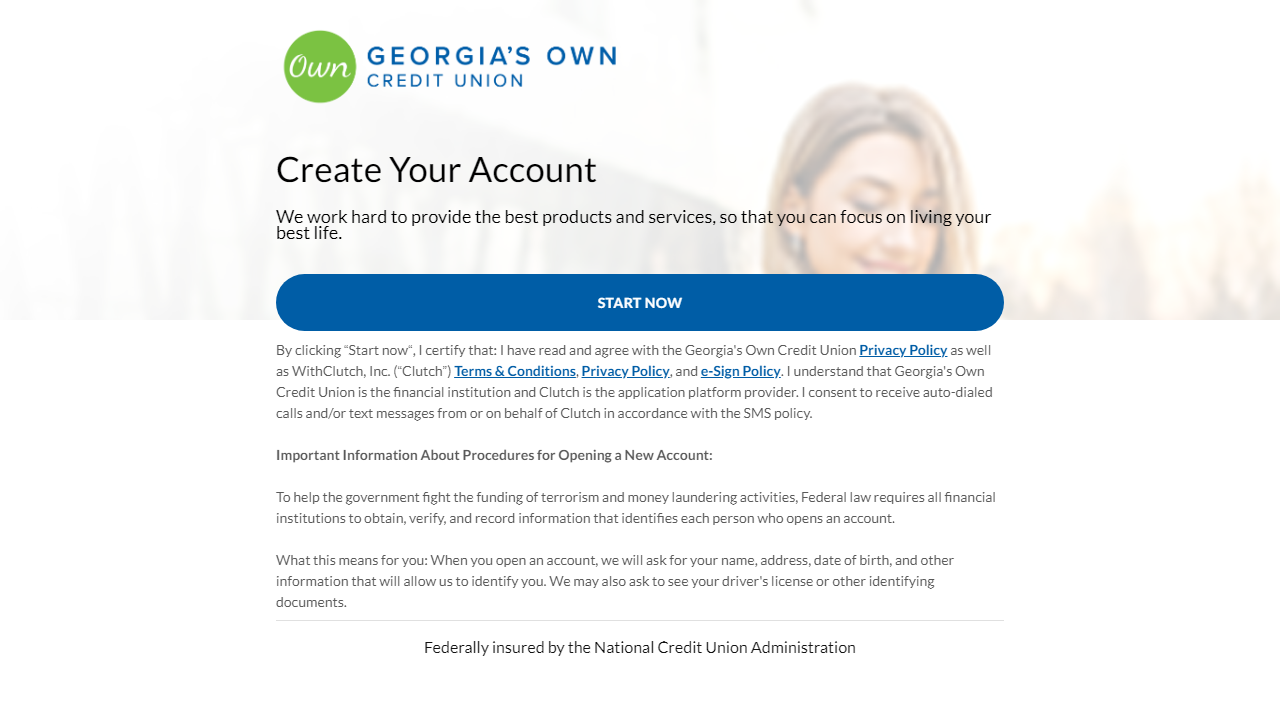 Own
GEORGIA'S OWN
CREDIT UNION
Create Your Account
We work hard to provide the best products and services, so that you can focus on living your
best life.
START NOW
By clicking “Start now“, I certify that: I have read and agree with the Georgia's Own Credit Union Privacy Policy as well
as WithClutch, Inc. (“Clutch”) Terms & Conditions, Privacy Policy, and e-Sign Policy. I understand that Georgia's Own
Credit Union is the financial institution and Clutch is the application platform provider. I consent to receive auto-dialed
calls and/or text messages from or on behalf of Clutch in accordance with the SMS policy.
Important Information About Procedures for Opening a New Account:
To help the government fight the funding of terrorism and money laundering activities, Federal law requires all financial
institutions to obtain, verify, and record information that identifies each person who opens an account.
What this means for you: When you open an account, we will ask for your name, address, date of birth, and other
information that will allow us to identify you. We may also ask to see your driver's license or other identifying
documents.
Federally insured by the National Credit Union Administration